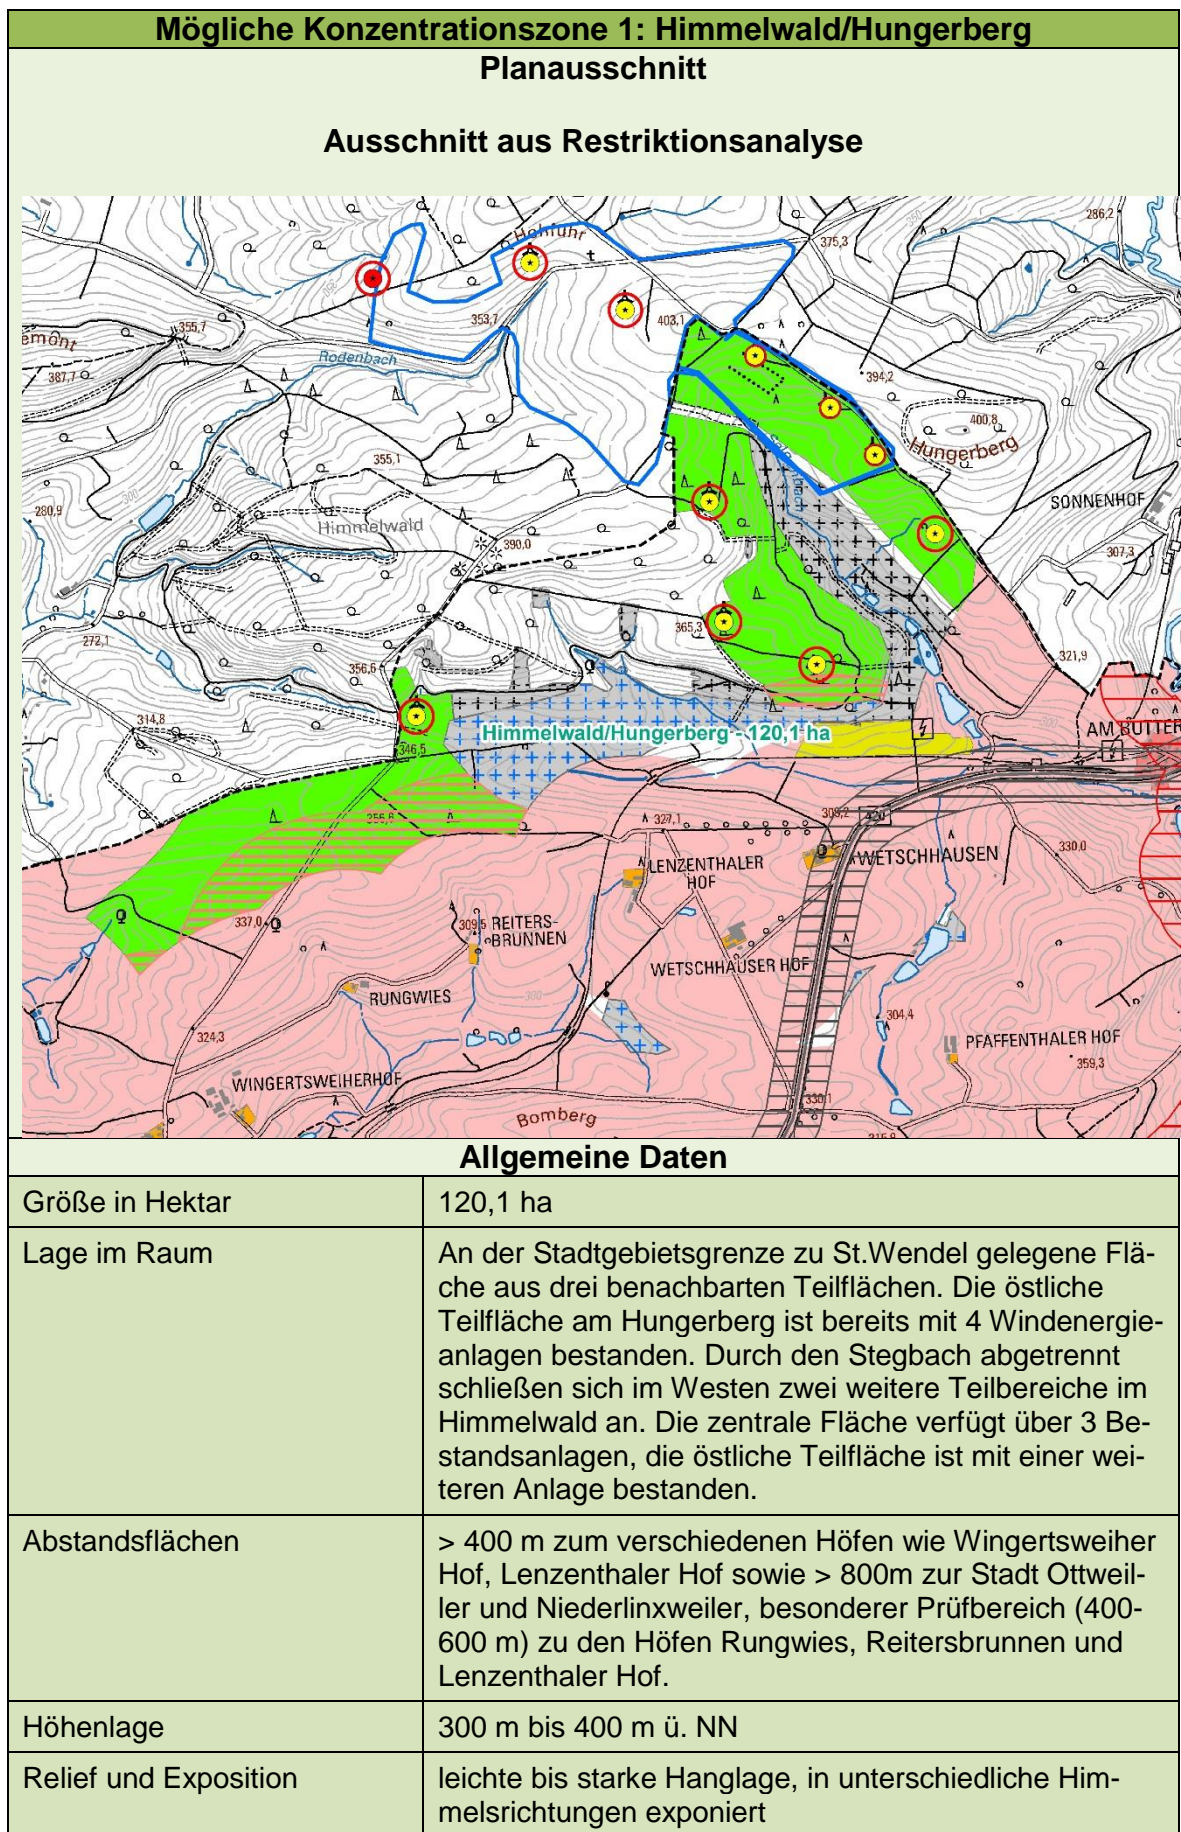 Mögliche Konzentrationszone 1: Himmelwald/Hungerberg
Planausschnitt
Ausschnitt aus Restriktionsanalyse
286,2
375,3
353,7
403,1
355,7
Rodenbach
387,7
394,2
400,8
Hungerberg
355,1
SONNENHOF
280,9
Himmelwald
390,0
307,3
365,3
272,1
356,6
321,9
314,8
Himmelwald/Hungerberg - 120,1 ha
AM BUTTER
346,5
309,2
420
327,1
WETSCHHAUSEN
330,0
LENZENTHALER
HOF
337,0
309,5
REITERS-
BRUNNEN
WETSCHHAUSER HOF
RUNGWIES
300
304,4
324,3
PFAFFENTHALER HOF
359,3
WINGERTSWEIHERHOF
Bomberg
330,1
Allgemeine Daten
Größe in Hektar
120,1 ha
Lage im Raum
An der Stadtgebietsgrenze zu St.Wendel gelegene Flä-
che aus drei benachbarten Teilflächen. Die östliche
Teilfläche am Hungerberg ist bereits mit 4 Windenergie-
anlagen bestanden. Durch den Stegbach abgetrennt
schließen sich im Westen zwei weitere Teilbereiche im
Himmelwald an. Die zentrale Fläche verfügt über 3 Be-
standsanlagen, die östliche Teilfläche ist mit einer wei-
teren Anlage bestanden.
Abstandsflächen
> 400 m zum verschiedenen Höfen wie Wingertsweiher
Hof, Lenzenthaler Hof sowie > 800m zur Stadt Ottwei-
ler und Niederlinxweiler, besonderer Prüfbereich (400-
600 m) zu den Höfen Rungwies, Reitersbrunnen und
Lenzenthaler Hof.
Höhenlage
300 m bis 400 m ü. NN
Relief und Exposition
leichte bis starke Hanglage, in unterschiedliche Him-
melsrichtungen exponiert